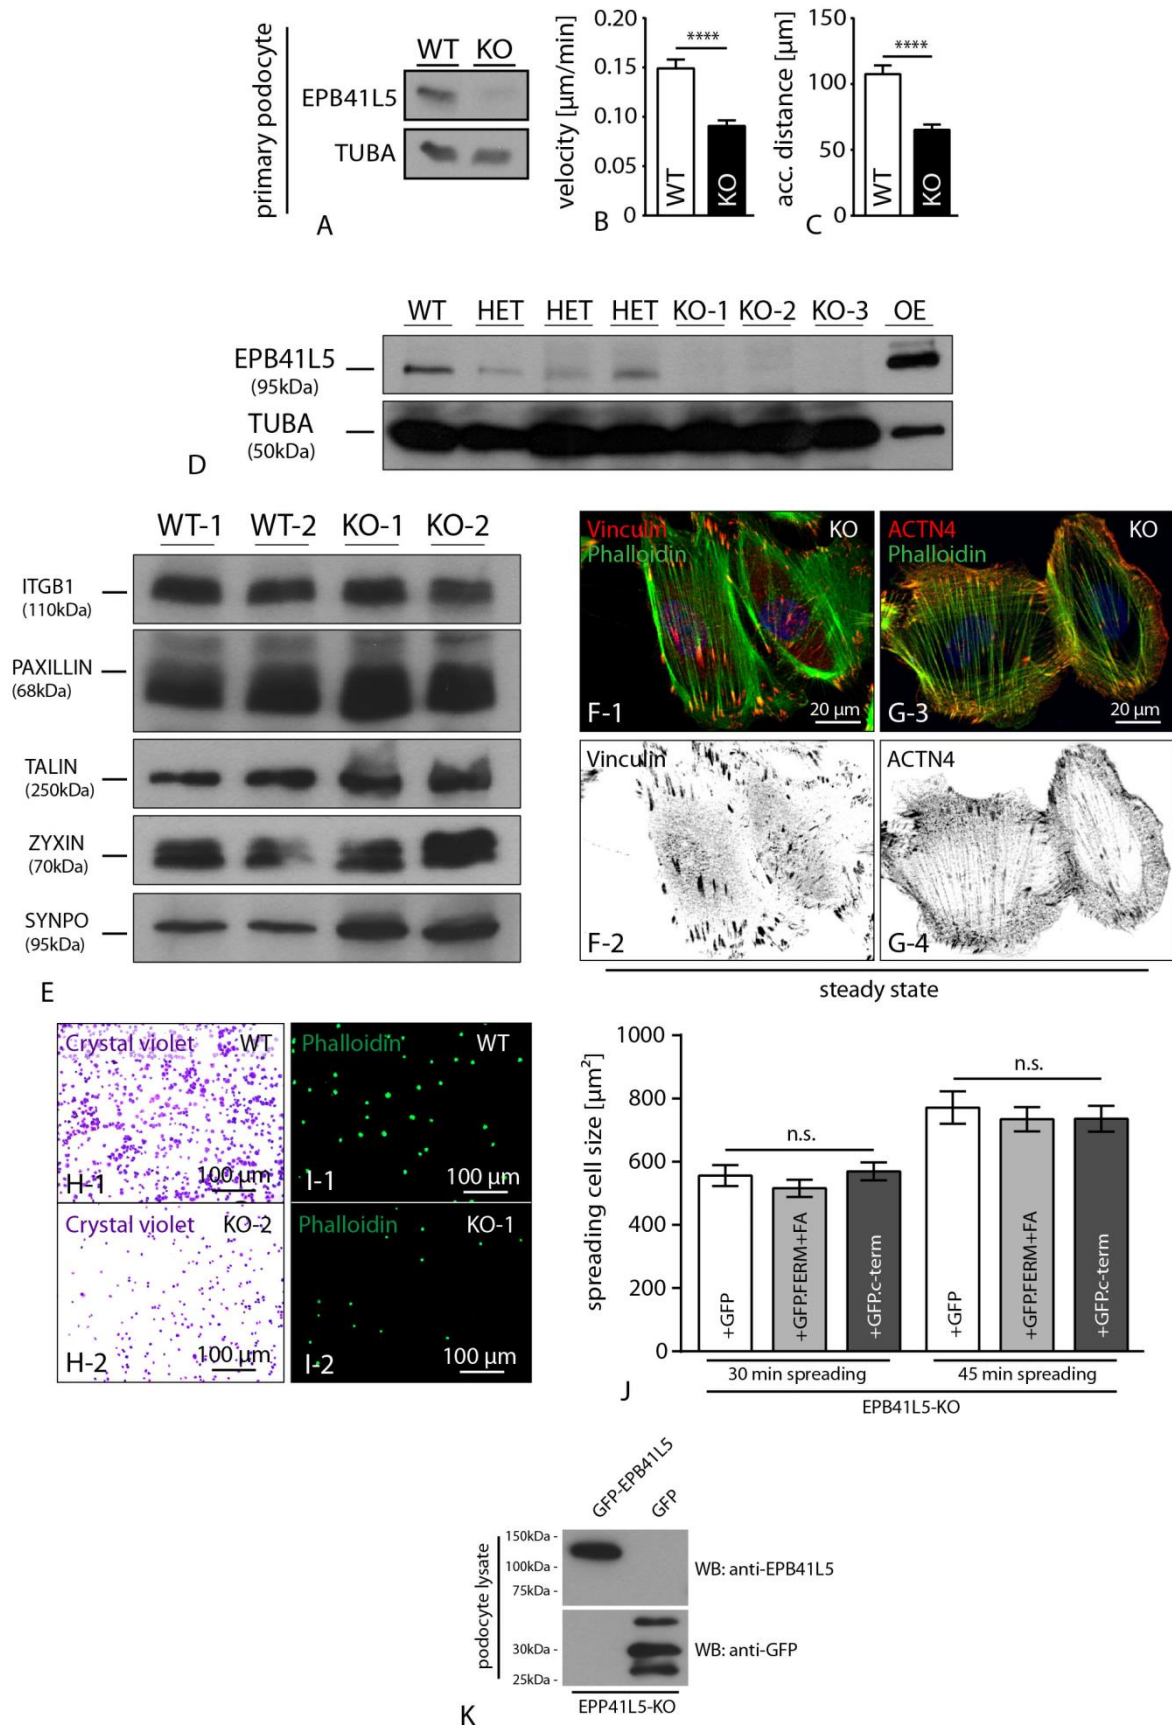 primary podocyte
WT KO
EPB41L5
TUBA
A
velocity [µm/min]
0.20
0.15
0.10
0.05
0
****
WT
KO
B
acc. distance [µm]
150
100
50
0
****
WT
KO
C
WT HET HET HET KO-1 KO-2 KO-3 OE
EPB41L5
(95kDa)
TUBA
(50kDa)
D
WT-1 WT-2 KO-1 KO-2
ITGB1
(110kDa)
PAXILLIN
(68kDa)
TALIN
(250kDa)
ZYXIN
(70kDa)
SYNPO
(95kDa)
E
Vinculin KO
Phalloidin
F-1 20 µm
ACTN4 KO
Phalloidin
G-3 20 µm
Vinculin
F-2
ACTN4
G-4
steady state
Crystal violet WT
100 µm
H-1
Phalloidin WT
100 µm
I-1
Crystal violet KO-2
100 µm
H-2
Phalloidin KO-1
100 µm
I-2
spreading cell size [µm²]
1000
800
600
400
200
0
n.s.
n.s.
+GFP
+GFP.FERM+FA
+GFP.c-term
+GFP
+GFP.FERM+FA
+GFP.c-term
30 min spreading
45 min spreading
EPB41L5-KO
J
GFP-EPB41L5
GFP
podocyte lysate
150kDa -
100kDa -
75kDa -
WB: anti-EPB41L5
30kDa -
25kDa -
WB: anti-GFP
EPP41L5-KO
K